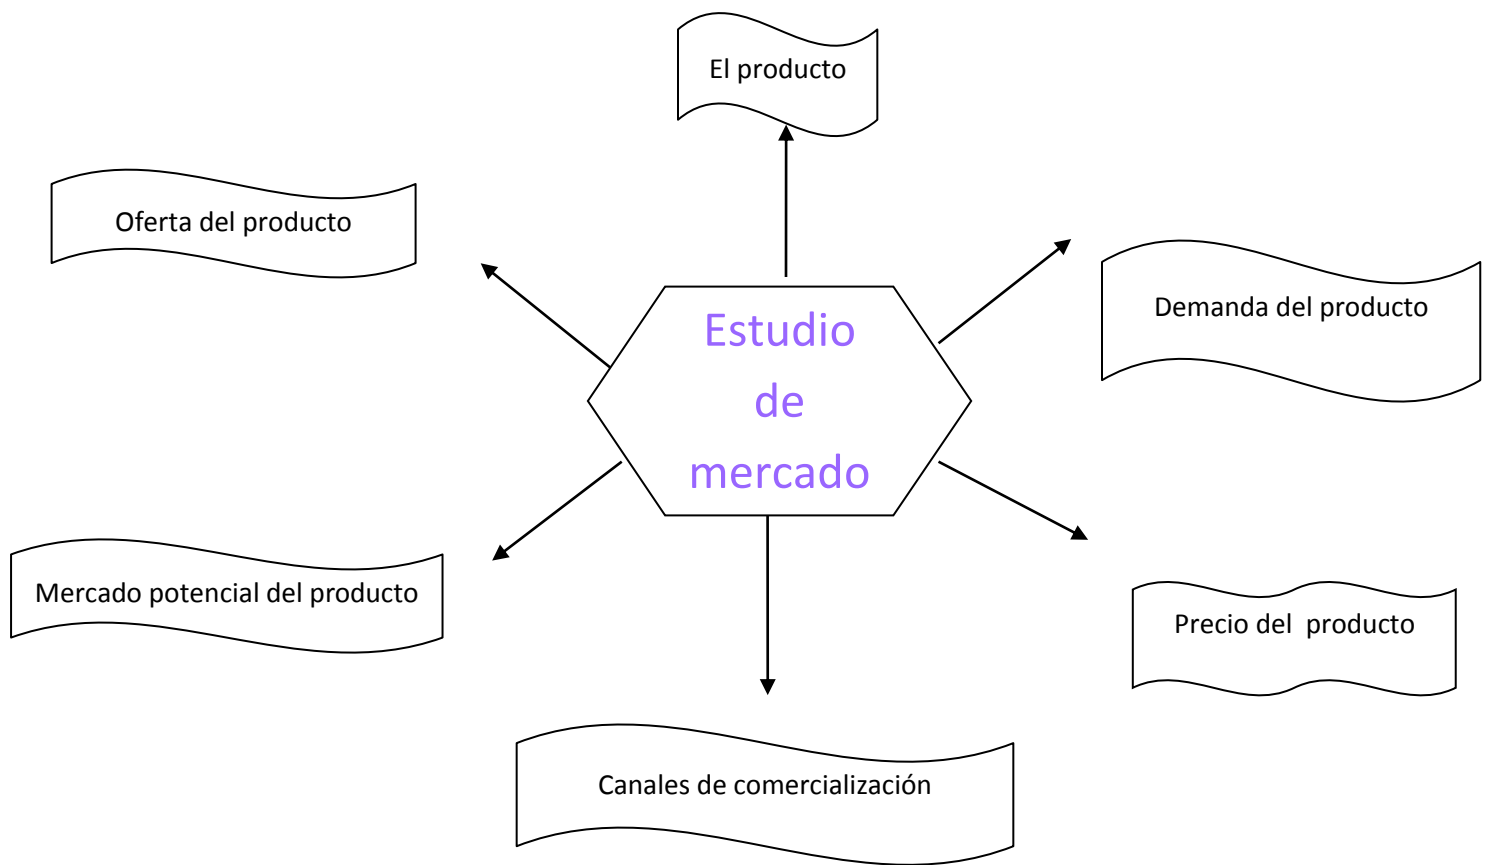 El producto
Oferta del producto
Demanda del producto
Estudio
de
mercado
Mercado potencial del producto
Precio del  producto
Canales de comercialización